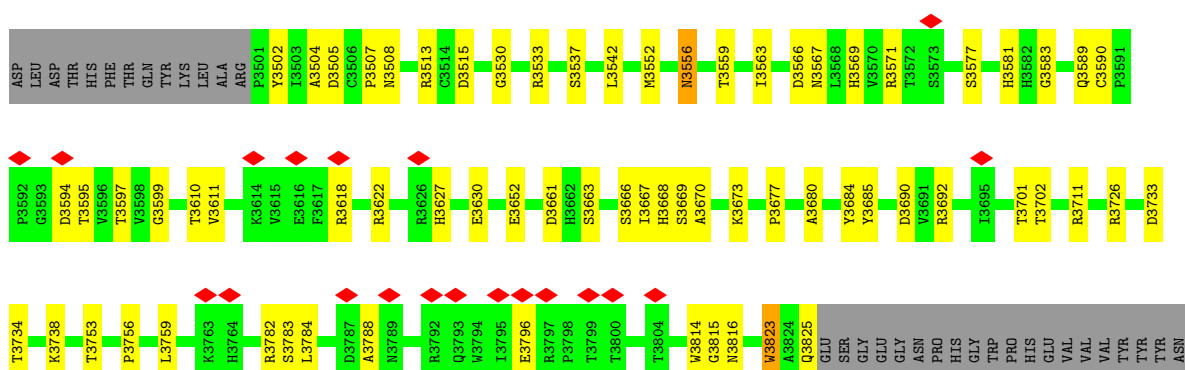 ASP LEU ASP THR HIS PHE THR GLN TYR LYS LEU ALA ARG P3501 Y3502 I3503 A3504 D3505 C3506 P3507 N3508 R3513 C3514 D3515 G3530 R3533 S3537 L3542 M3552 N3556 T3559 I3563 D3566 N3567 L3568 H3569 V3570 R3571 T3572 S3573 S3577 H3581 H3582 G3583 Q3589 C3590 P3591
P3592 G3593 D3594 T3595 V3596 T3597 V3598 G3599 T3610 V3611 K3614 V3615 E3616 F3617 R3618 R3622 R3626 H3627 E3630 E3652 D3661 H3662 S3663 S3666 I3667 H3668 S3669 A3670 K3673 P3677 A3680 Y3684 Y3685 D3690 V3691 R3692 I3695 T3701 T3702 R3711 R3726 D3733
T3734 K3738 T3753 P3756 L3759 K3763 H3764 R3782 S3783 L3784 D3787 A3788 N3789 R3792 Q3793 W3794 I3795 E3796 R3797 P3798 T3799 T3800 T3804 W3814 G3815 N3816 W3823 A3824 Q3825 GLU SER GLY GLU GLY ASN PRO HIS GLY TRP PRO HIS GLU VAL VAL VAL TYR TYR TYR ASN